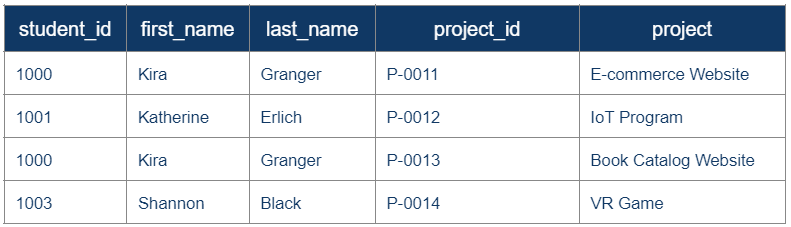 student_id first_name last_name project_id project
1000 Kira Granger P-0011 E-commerce Website
1001 Katherine Erlich P-0012 IoT Program
1000 Kira Granger P-0013 Book Catalog Website
1003 Shannon Black P-0014 VR Game